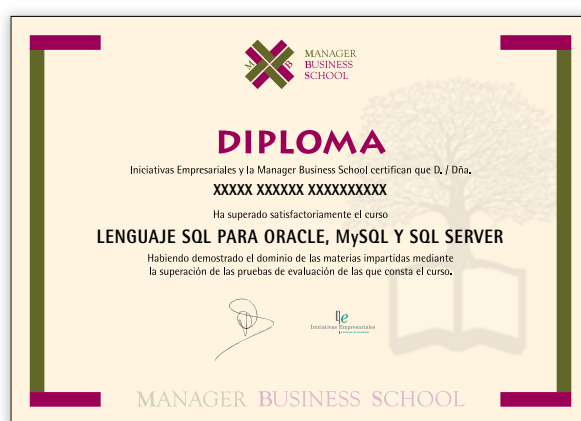 M B
MANAGER
BUSINESS
SCHOOL
DIPLOMA
Iniciativas Empresariales y la Manager Business School certifican que D. / Dña.
XXXXX XXXXXX XXXXXXXXXX
Ha superado satisfactoriamente el curso
LENGUAJE SQL PARA ORACLE, MySQL Y SQL SERVER
Habiendo demostrado el dominio de las materias impartidas mediante
la superación de las pruebas de evaluación de las que consta el curso.
Iniciativas Empresariales
MANAGER BUSINESS SCHOOL